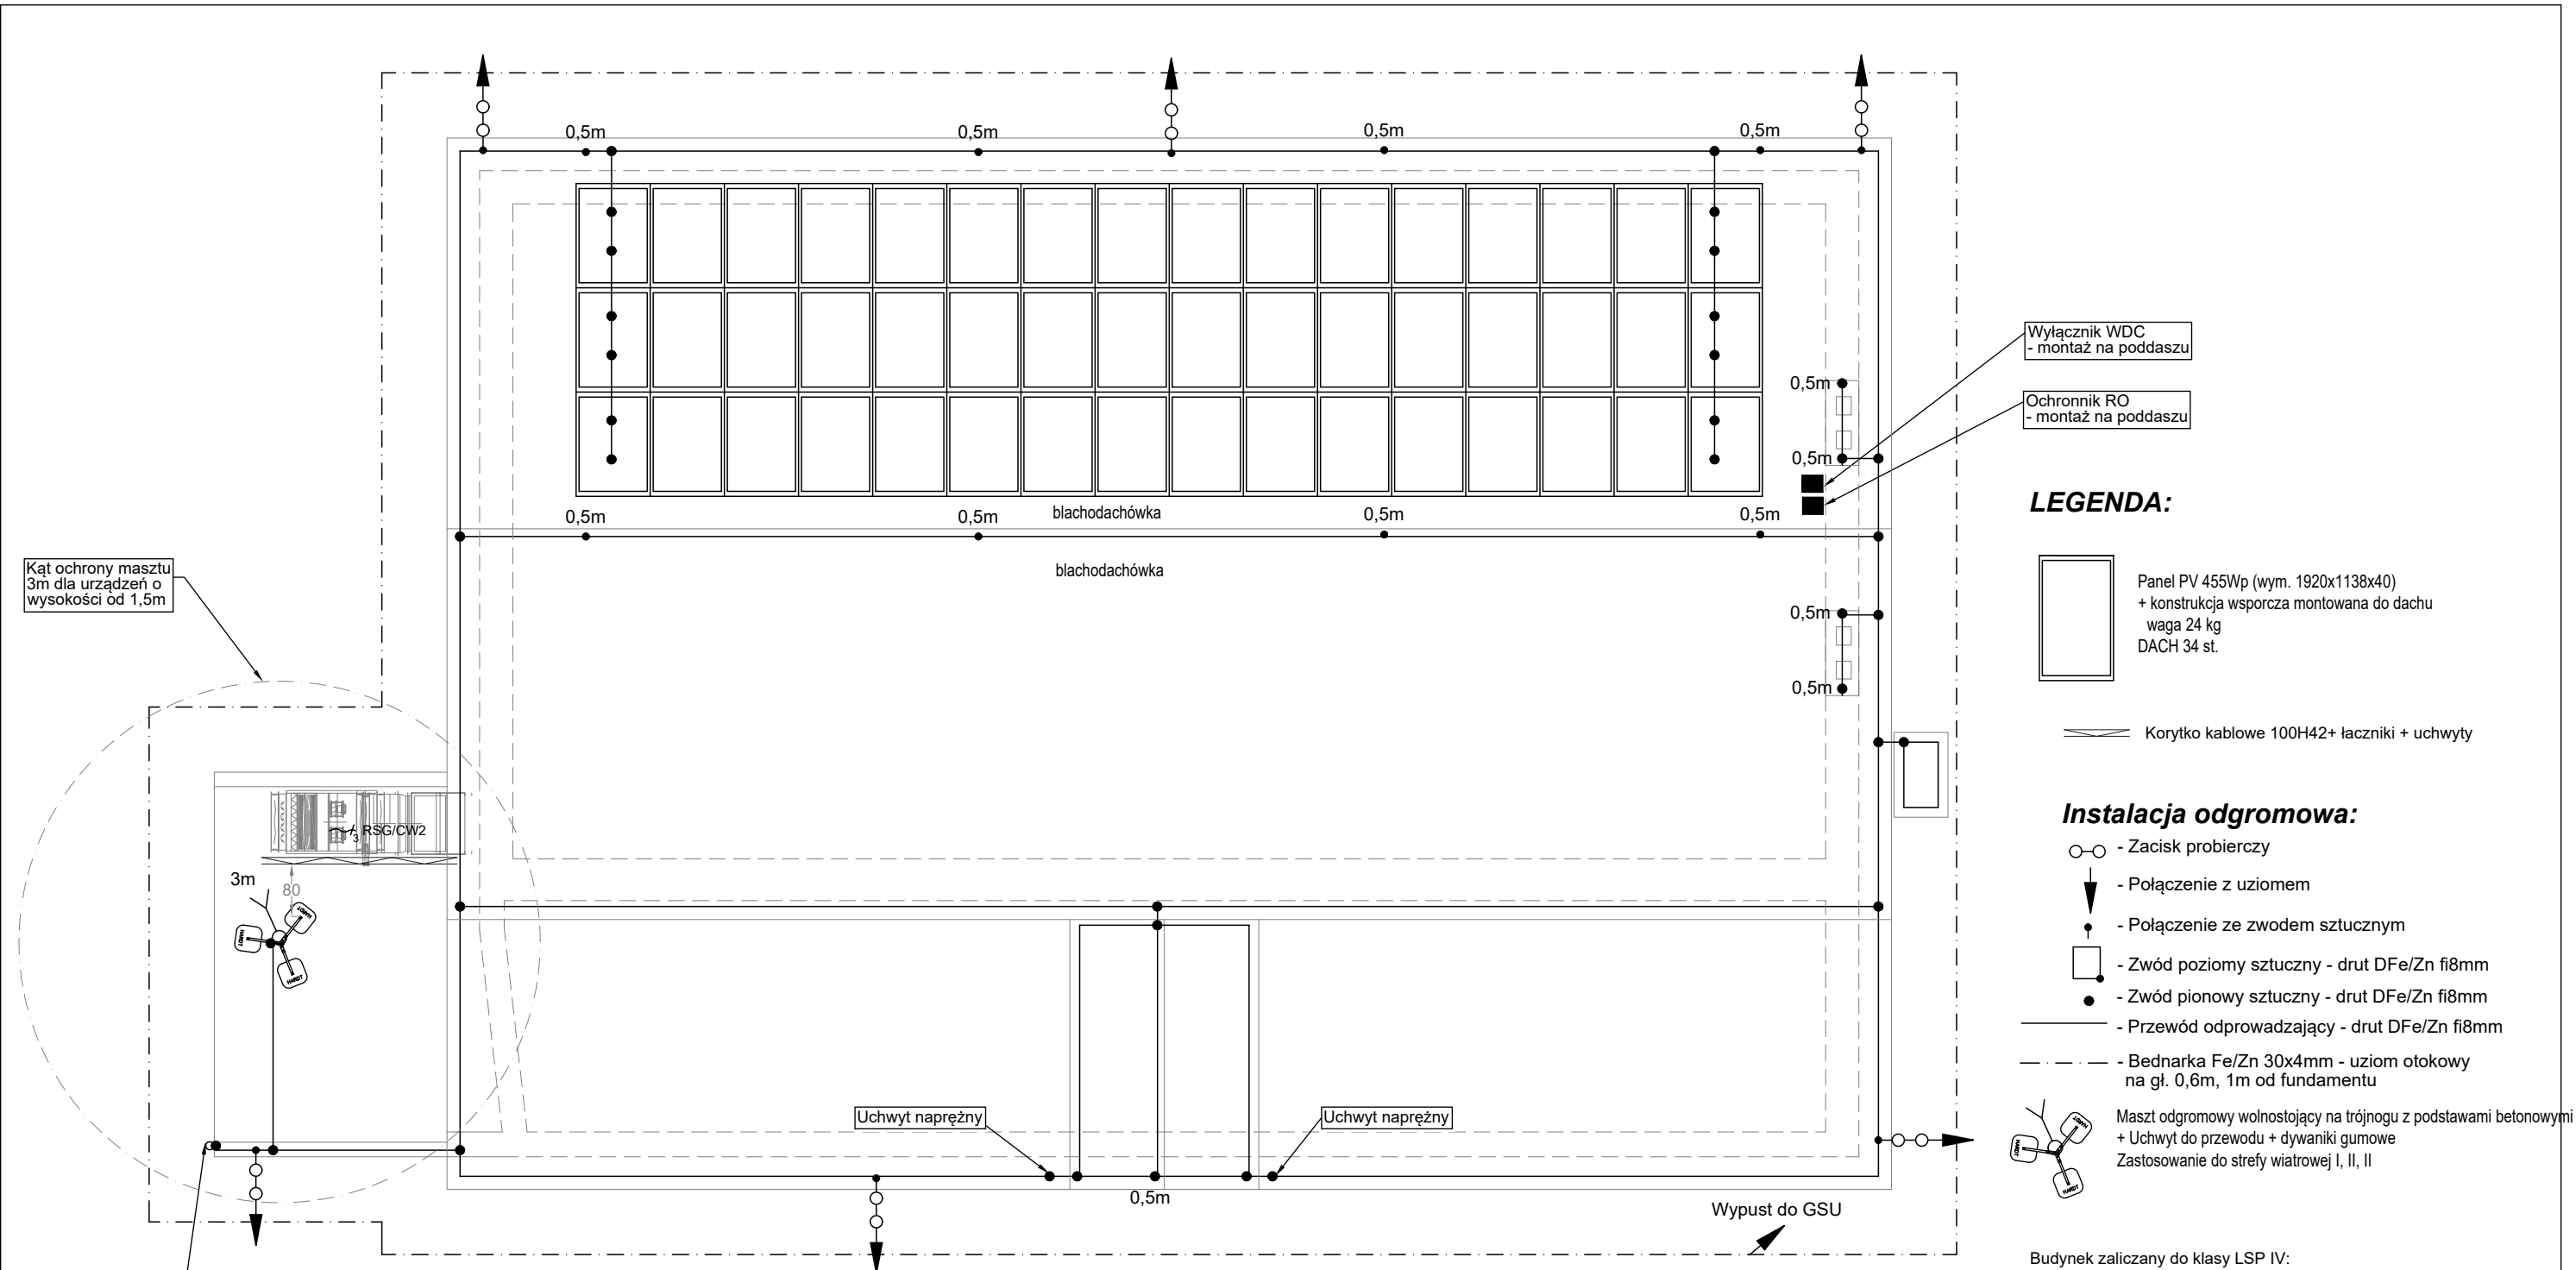 0,5m
0,5m
0,5m
0,5m
Wyłącznik WDC
- montaż na poddaszu
0,5m
Ochronnik RO
- montaż na poddaszu
0,5m
LEGENDA:
0,5m
0,5m
blachodachówka
0,5m
0,5m
blachodachówka
Kąt ochrony masztu
3m dla urządzeń o
wysokości od 1,5m
Panel PV 455Wp (wym. 1920x1138x40)
+ konstrukcja wsporcza montowana do dachu
waga 24 kg
DACH 34 st.
0,5m
0,5m
Korytko kablowe 100H42+ łaczniki + uchwyty
Instalacja odgromowa:
3
RSG/CW2
- Zacisk probierczy
3m
80
- Połączenie z uziomem
HARDT
HARDT
HARDT
- Połączenie ze zwodem sztucznym
- Zwód poziomy sztuczny - drut DFe/Zn fi8mm
- Zwód pionowy sztuczny - drut DFe/Zn fi8mm
- Przewód odprowadzający - drut DFe/Zn fi8mm
- Bednarka Fe/Zn 30x4mm - uziom otokowy
na gł. 0,6m, 1m od fundamentu
Uchwyt naprężny
Uchwyt naprężny
Maszt odgromowy wolnostojący na trójnogu z podstawami betonowymi
+ Uchwyt do przewodu + dywaniki gumowe
Zastosowanie do strefy wiatrowej I, II, II
HARDT
HARDT
HARDT
0,5m
Wypust do GSU
Budynek zaliczany do klasy LSP IV: